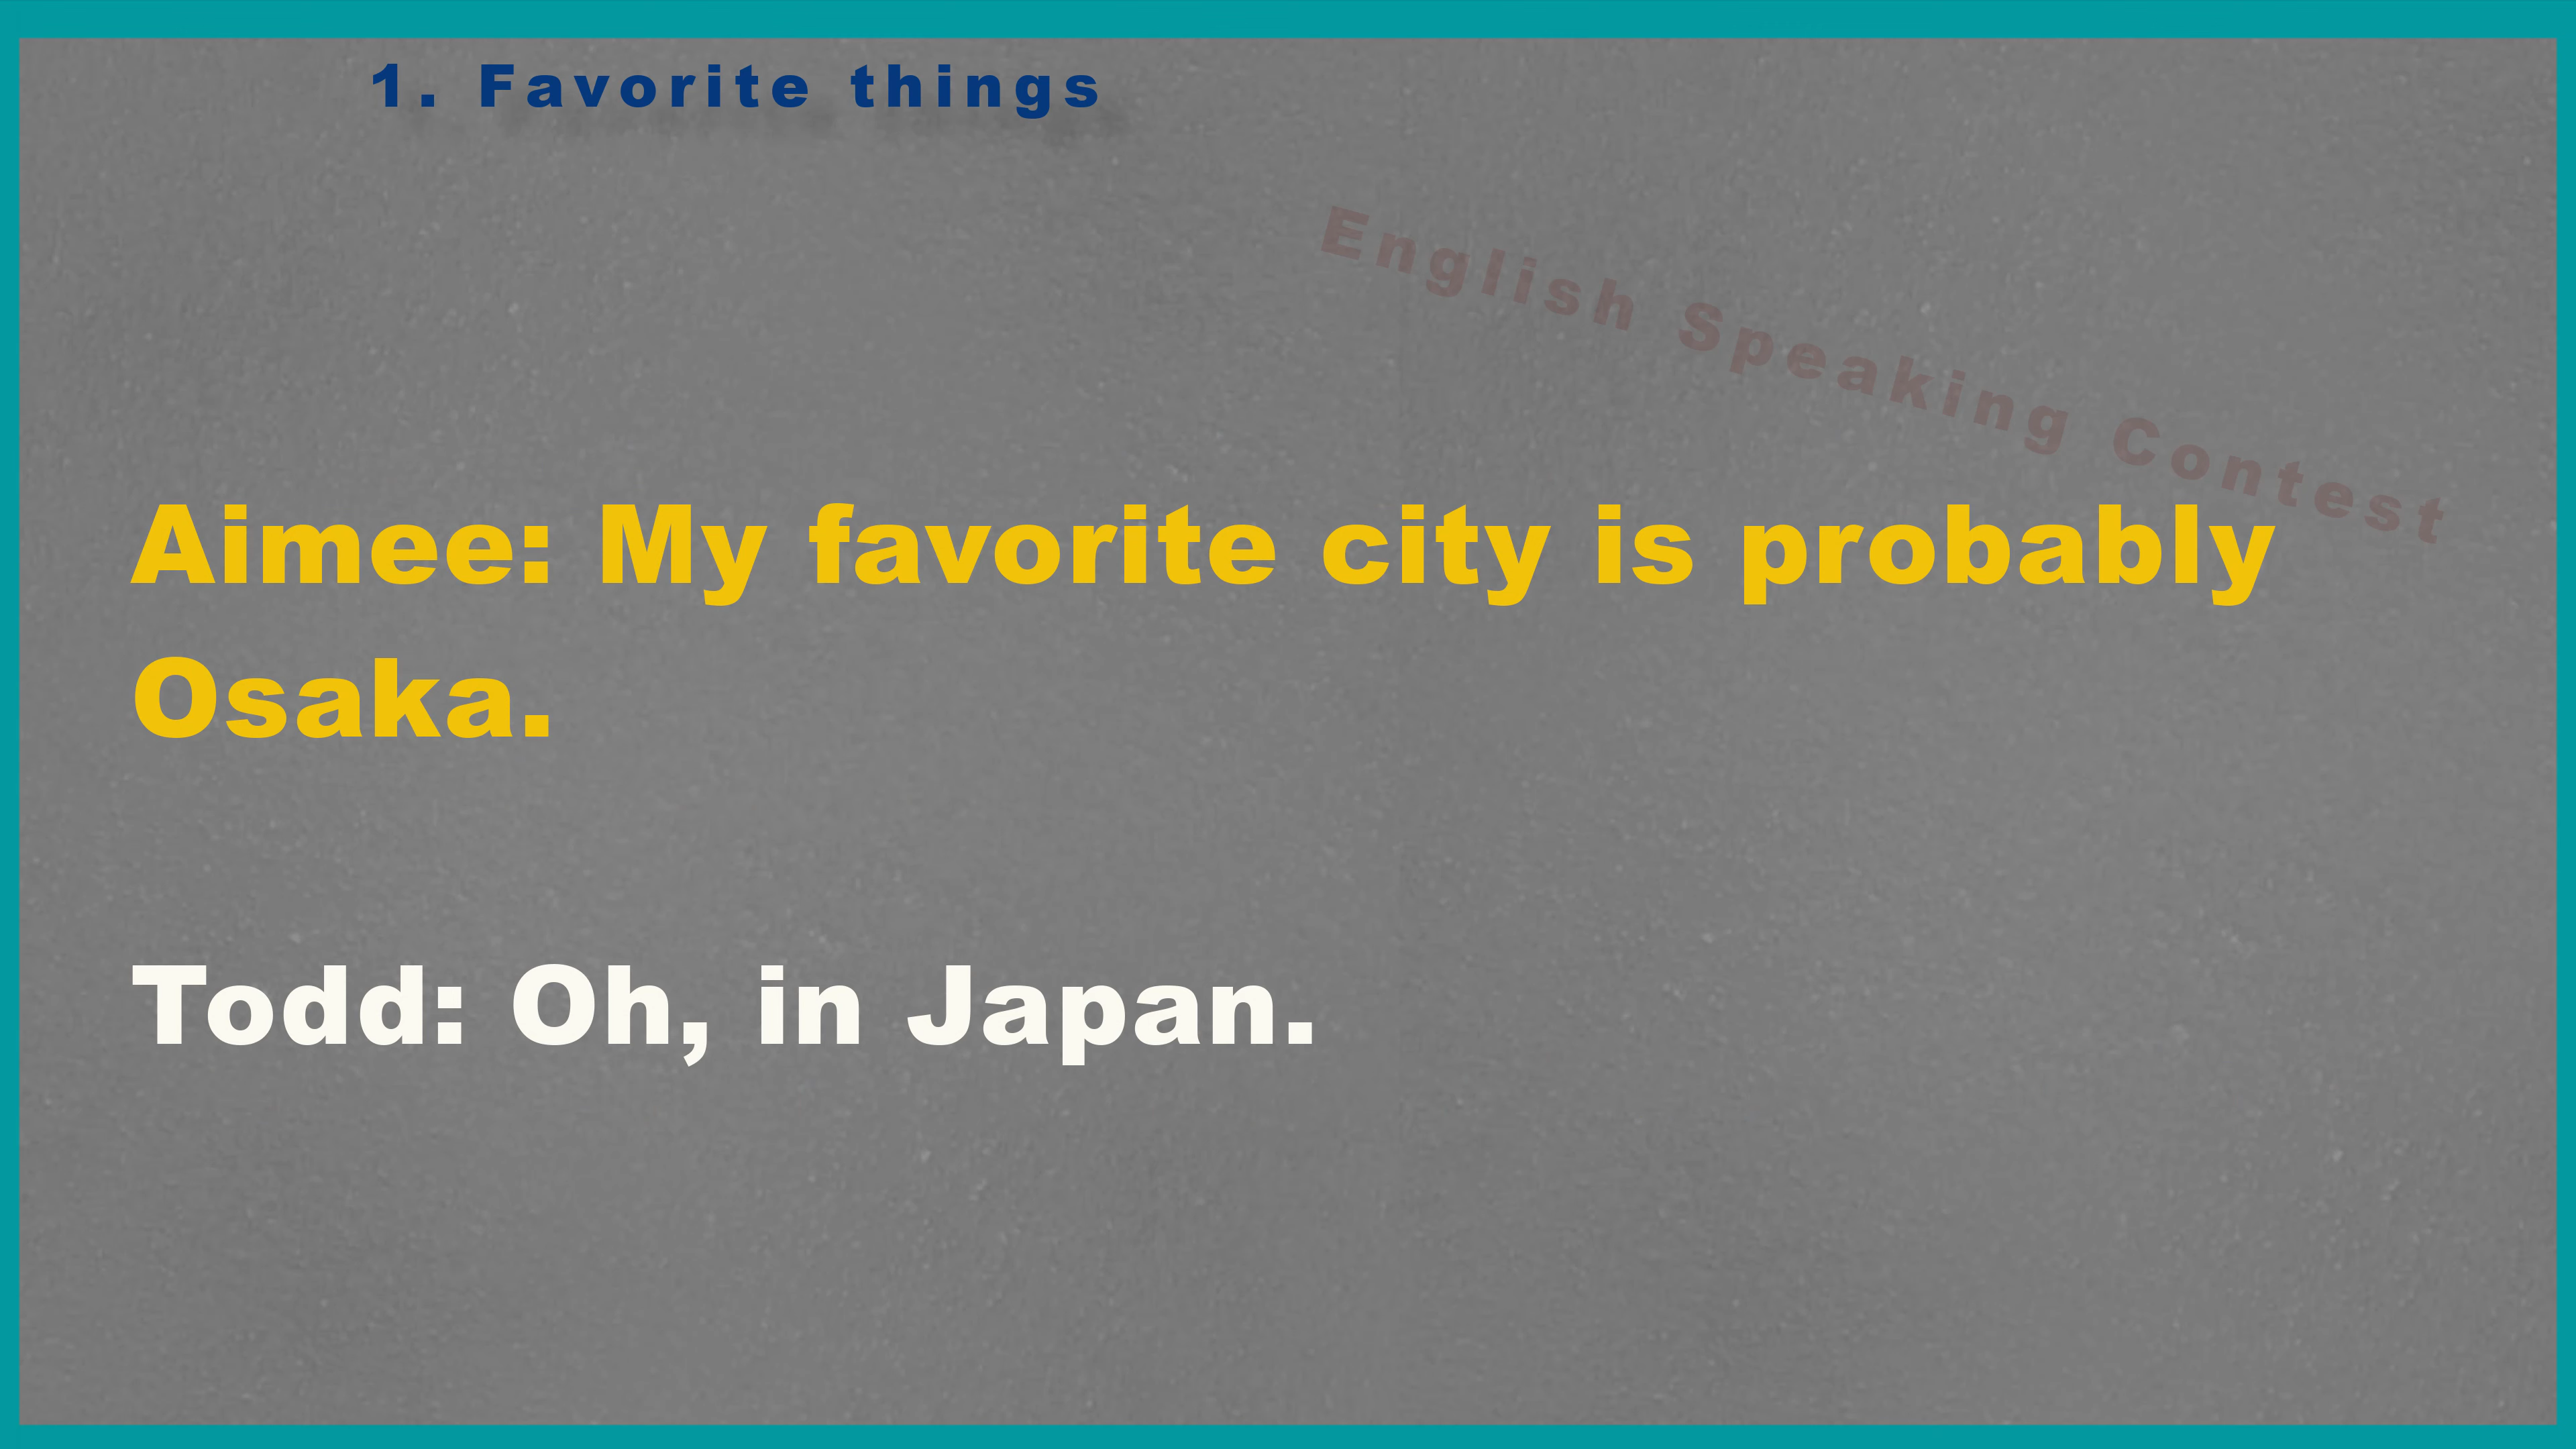 1. Favorite things
English Speaking Contest
Aimee: My favorite city is probably
Osaka.
Todd: Oh, in Japan.